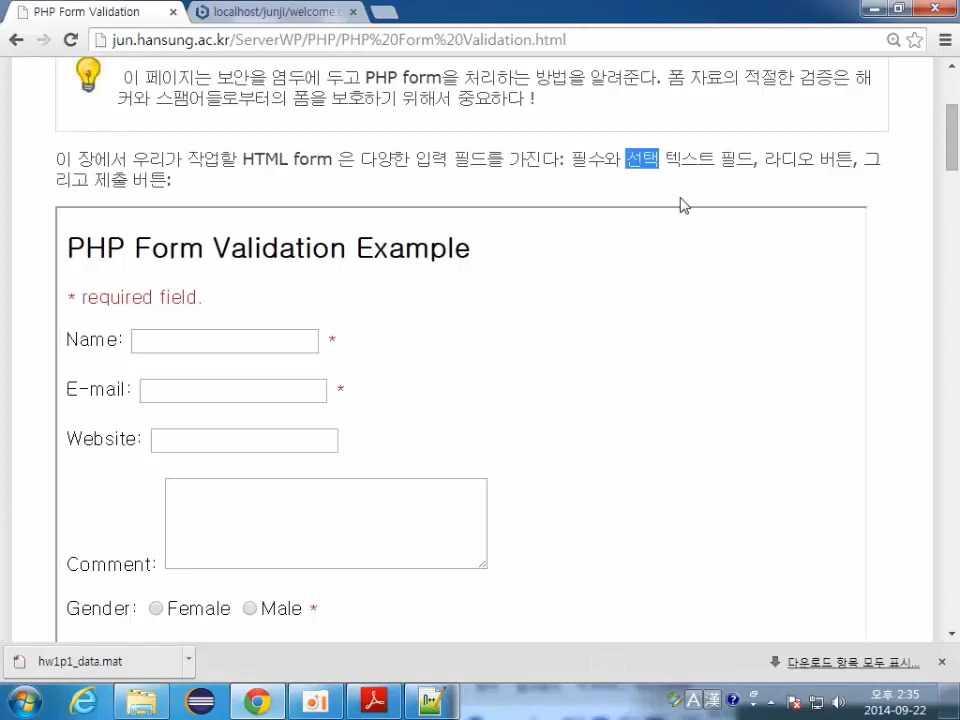 PHP Form Validation
localhost/junji/welcome.
jun.hansung.ac.kr/ServerWP/PHP/PHP%20Form%20Validation.html
이 페이지는 보안을 염두에 두고 PHP form을 처리하는 방법을 알려준다. 폼 자료의 적절한 검증은 해
커와 스팸어들로부터의 폼을 보호하기 위해서 중요하다 !
이 장에서 우리가 작업할 HTML form 은 다양한 입력 필드를 가진다: 필수와 선택 텍스트 필드, 라디오 버튼, 그
리고 제출 버튼:
PHP Form Validation Example
* required field.
Name: *
E-mail: *
Website:
Comment:
Gender: Female Male *
hw1p1_data.mat
다운로드 항목 모두 표시...
A 漢
오후 2:35
2014-09-22